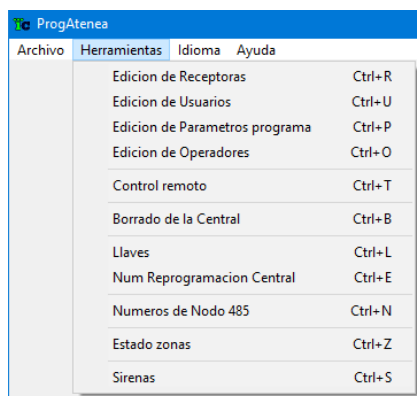 ProgAtenea
Archivo Herramientas Idioma Ayuda
Edicion de Receptoras Ctrl+R
Edicion de Usuarios Ctrl+U
Edicion de Parametros programa Ctrl+P
Edicion de Operadores Ctrl+O
Control remoto Ctrl+T
Borrado de la Central Ctrl+B
Llaves Ctrl+L
Num Reprogramacion Central Ctrl+E
Numeros de Nodo 485 Ctrl+N
Estado zonas Ctrl+Z
Sirenas Ctrl+S